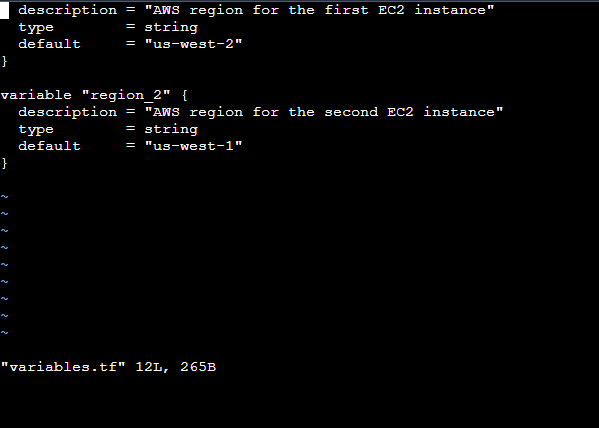 description = "AWS region for the first EC2 instance"
  type        = string
  default     = "us-west-2"
}

variable "region_2" {
  description = "AWS region for the second EC2 instance"
  type        = string
  default     = "us-west-1"
}

~
~
~
~
~
~
~
~
~

"variables.tf" 12L, 265B